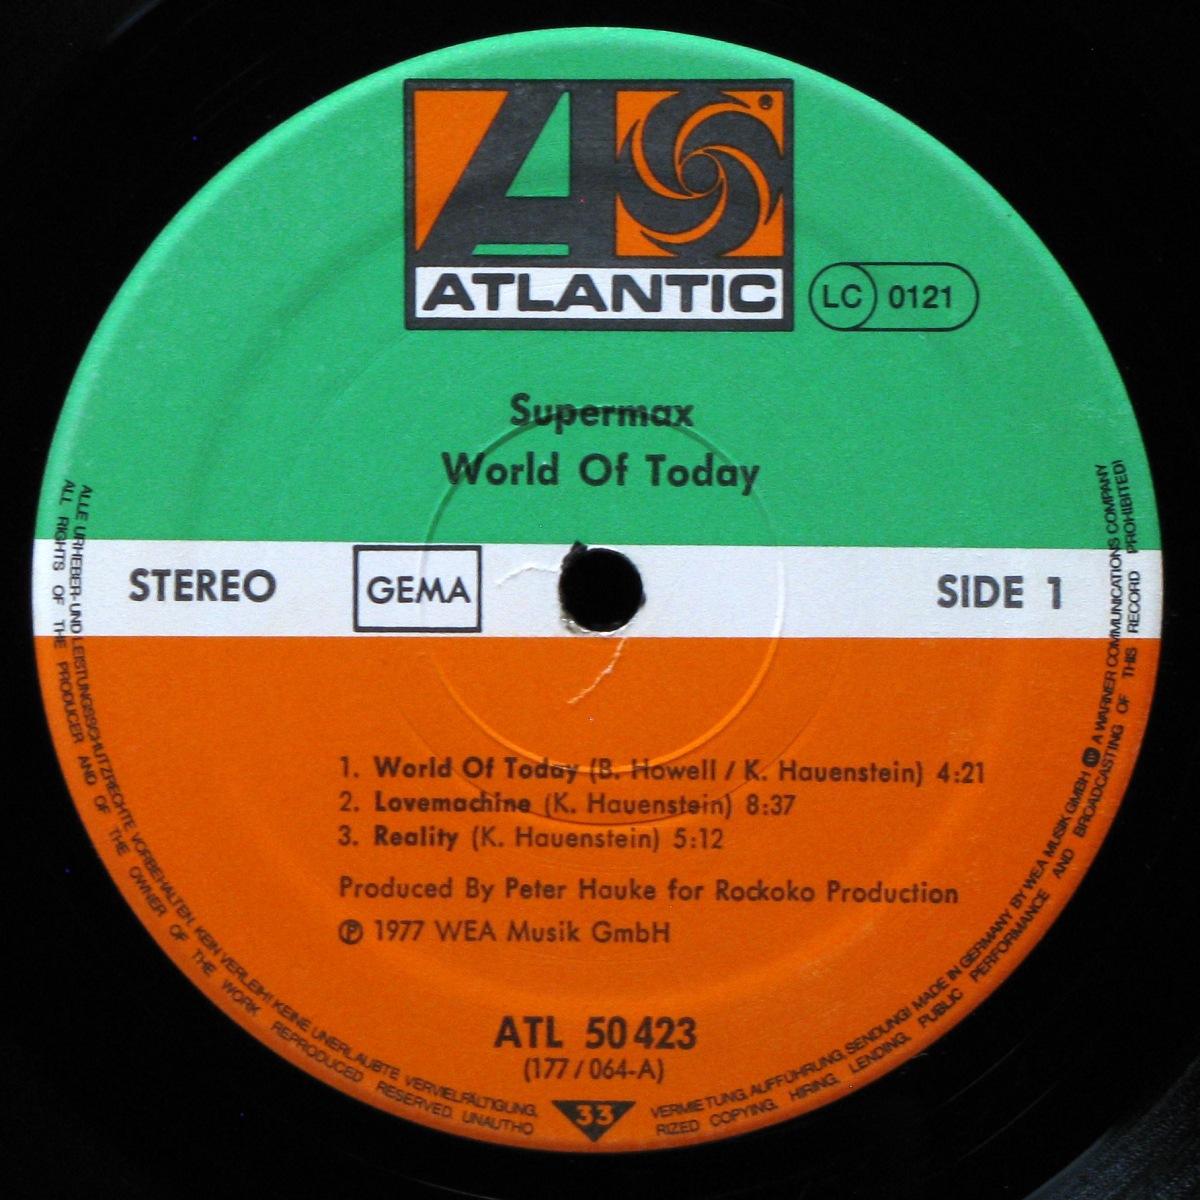 ATLANTIC
LC 0121
Supermax
World Of Today
STEREO
GEMA
SIDE 1
1. World Of Today (B. Howell / K. Hauenstein) 4:21
2. Lovemachine (K. Hauenstein) 8:37
3. Reality (K. Hauenstein) 5:12
Produced By Peter Hauke for Rockoko Production
℗ 1977 WEA Musik GmbH
ATL 50 423
(177 / 064-A)
33
ALLE URHEBER- UND LEISTUNGSSCHUTZRECHTE VORBEHALTEN. KEIN VERLEIH! KEINE UNERLAUBTE VERVIELFÄLTIGUNG, VERMIETUNG, AUFFÜHRUNG, SENDUNG! MADE IN GERMANY BY WEA MUSIK GMBH A WARNER COMMUNICATIONS COMPANY
ALL RIGHTS OF THE PRODUCER AND OF THE OWNER OF THE WORK REPRODUCED RESERVED. UNAUTHORIZED COPYING, HIRING, LENDING, PUBLIC PERFORMANCE AND BROADCASTING OF THIS RECORD PROHIBITED!